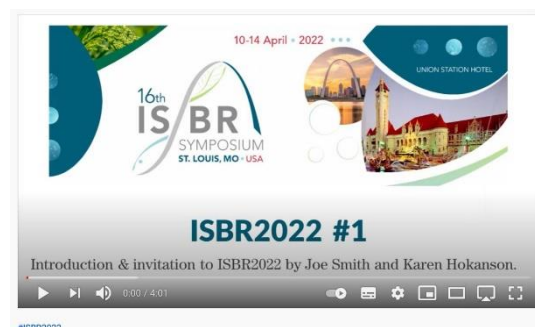 10-14 April • 2022
UNION STATION HOTEL
16th
ISBR
SYMPOSIUM
ST. LOUIS, MO • USA
ISBR2022 #1
Introduction & invitation to ISBR2022 by Joe Smith and Karen Hokanson.
0:00 / 4:01
#ISBR2022